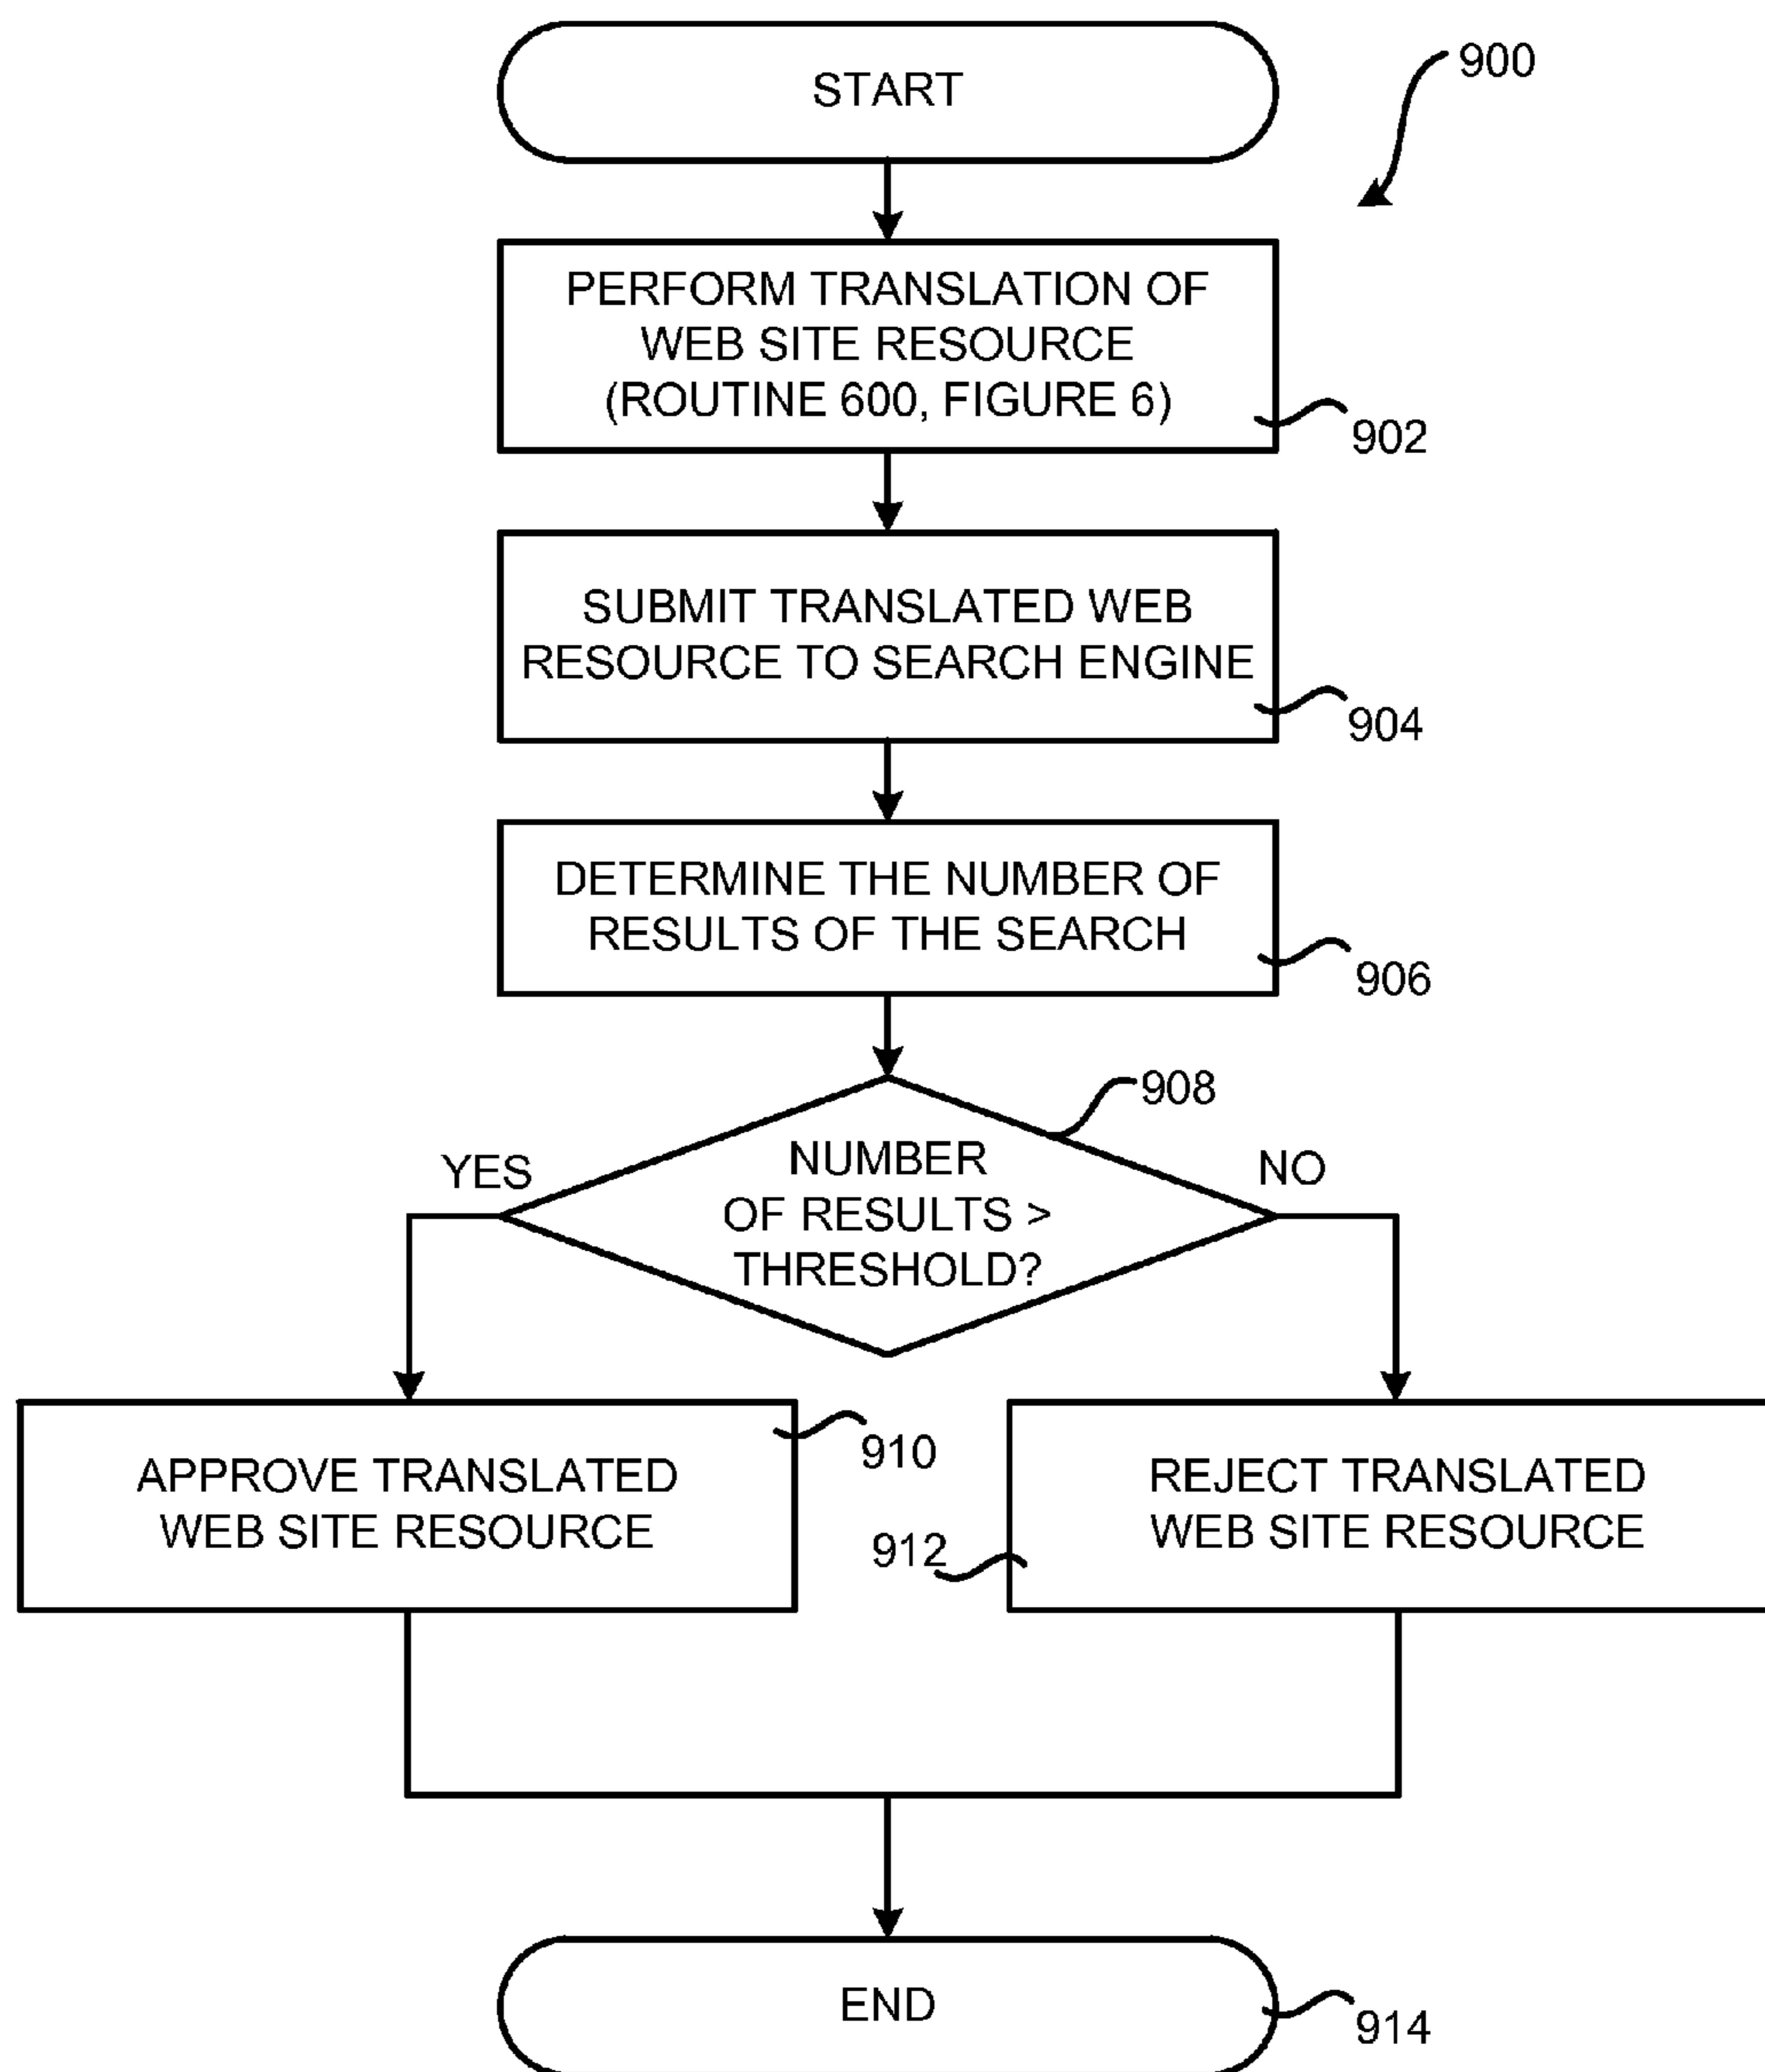 START
900
PERFORM TRANSLATION OF
WEB SITE RESOURCE
(ROUTINE 600, FIGURE 6)
902
SUBMIT TRANSLATED WEB
RESOURCE TO SEARCH ENGINE
904
DETERMINE THE NUMBER OF
RESULTS OF THE SEARCH
906
908
YES
NO
NUMBER
OF RESULTS >
THRESHOLD?
APPROVE TRANSLATED
WEB SITE RESOURCE
910
REJECT TRANSLATED
WEB SITE RESOURCE
912
END
914